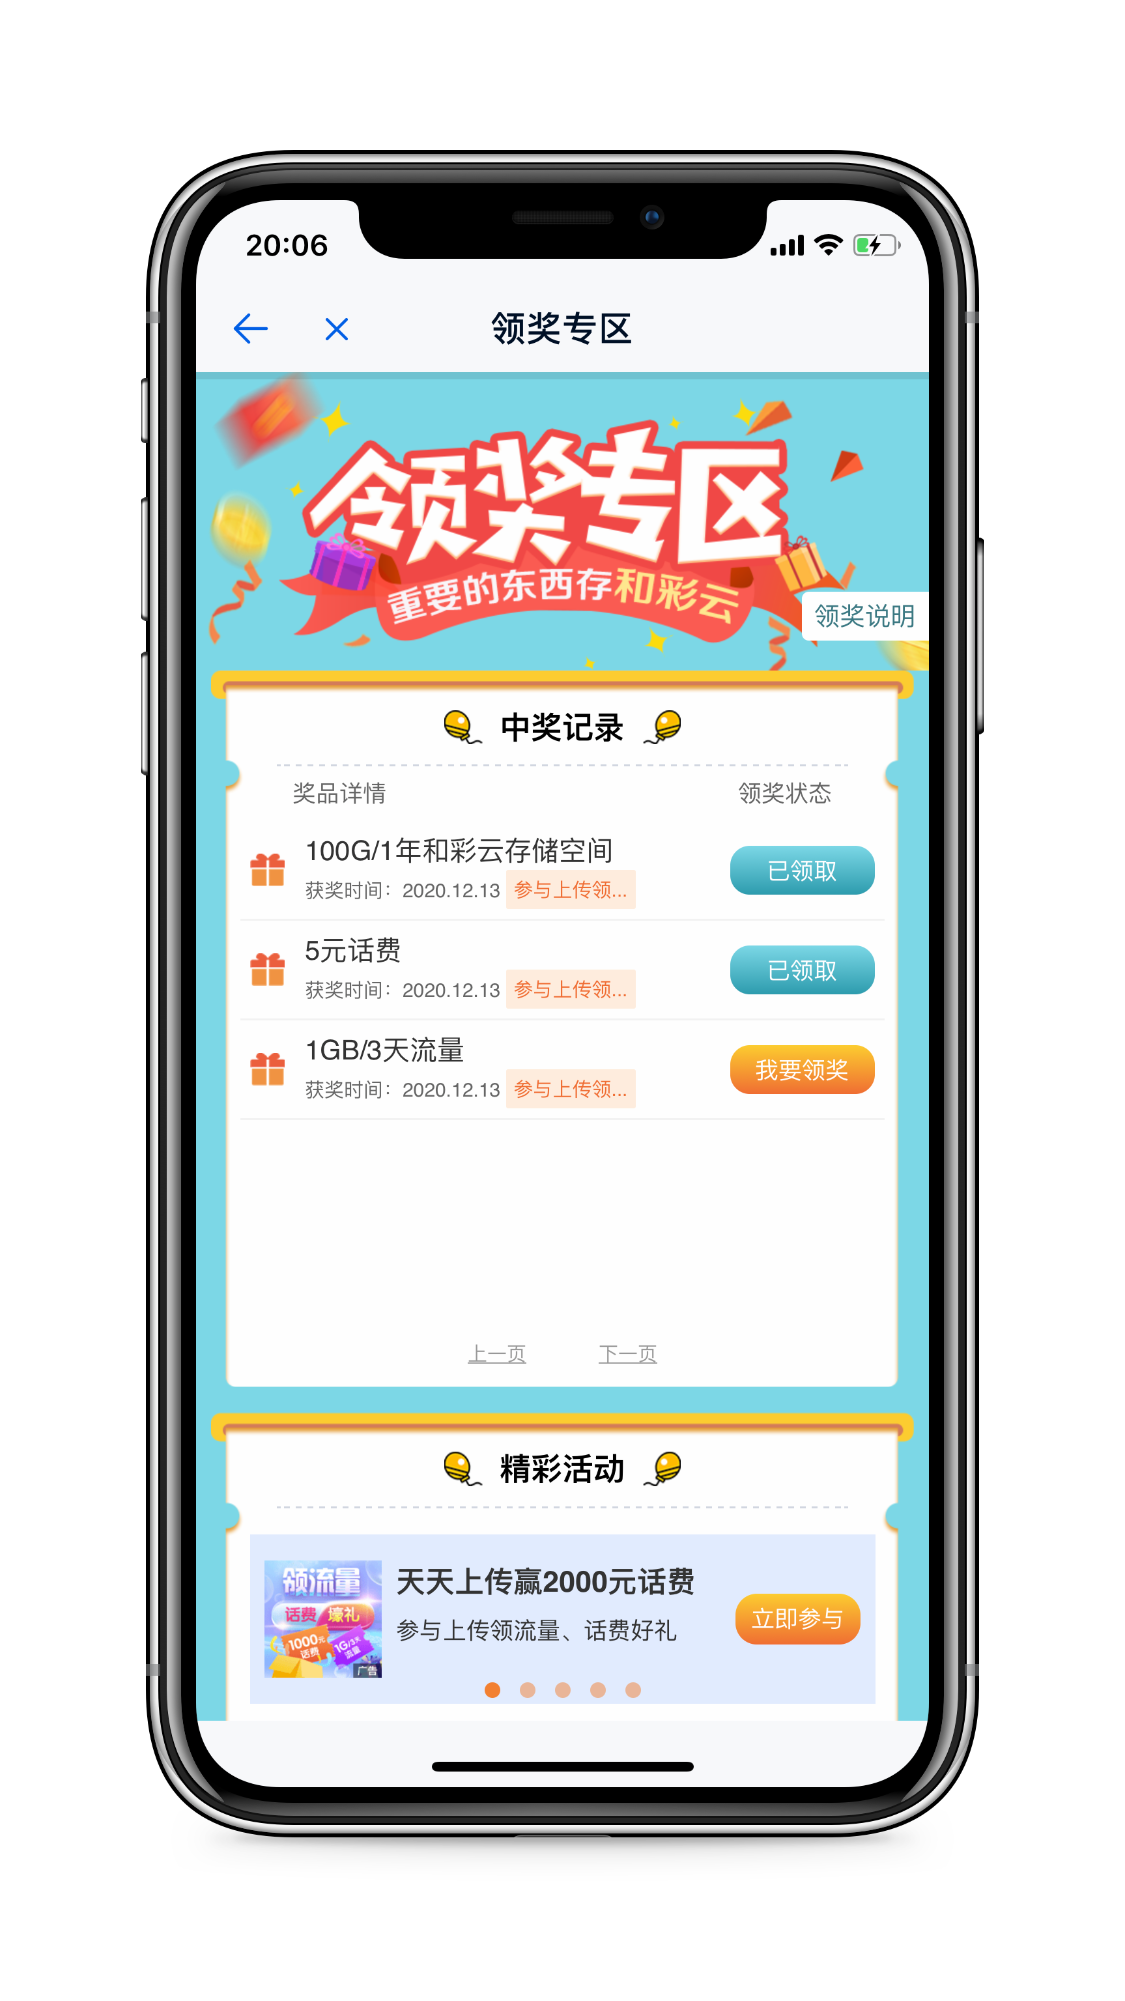 20:06
领奖专区
领奖专区
重要的东西存和彩云
领奖说明
中奖记录
奖品详情 领奖状态
100G/1年和彩云存储空间
获奖时间：2020.12.13 参与上传领...
已领取
5元话费
获奖时间：2020.12.13 参与上传领...
已领取
1GB/3天流量
获奖时间：2020.12.13 参与上传领...
我要领奖
上一页 下一页
精彩活动
领流量
话费 壕礼
1000元
话费
1G/3天
流量
广告
天天上传赢2000元话费
参与上传领流量、话费好礼
立即参与